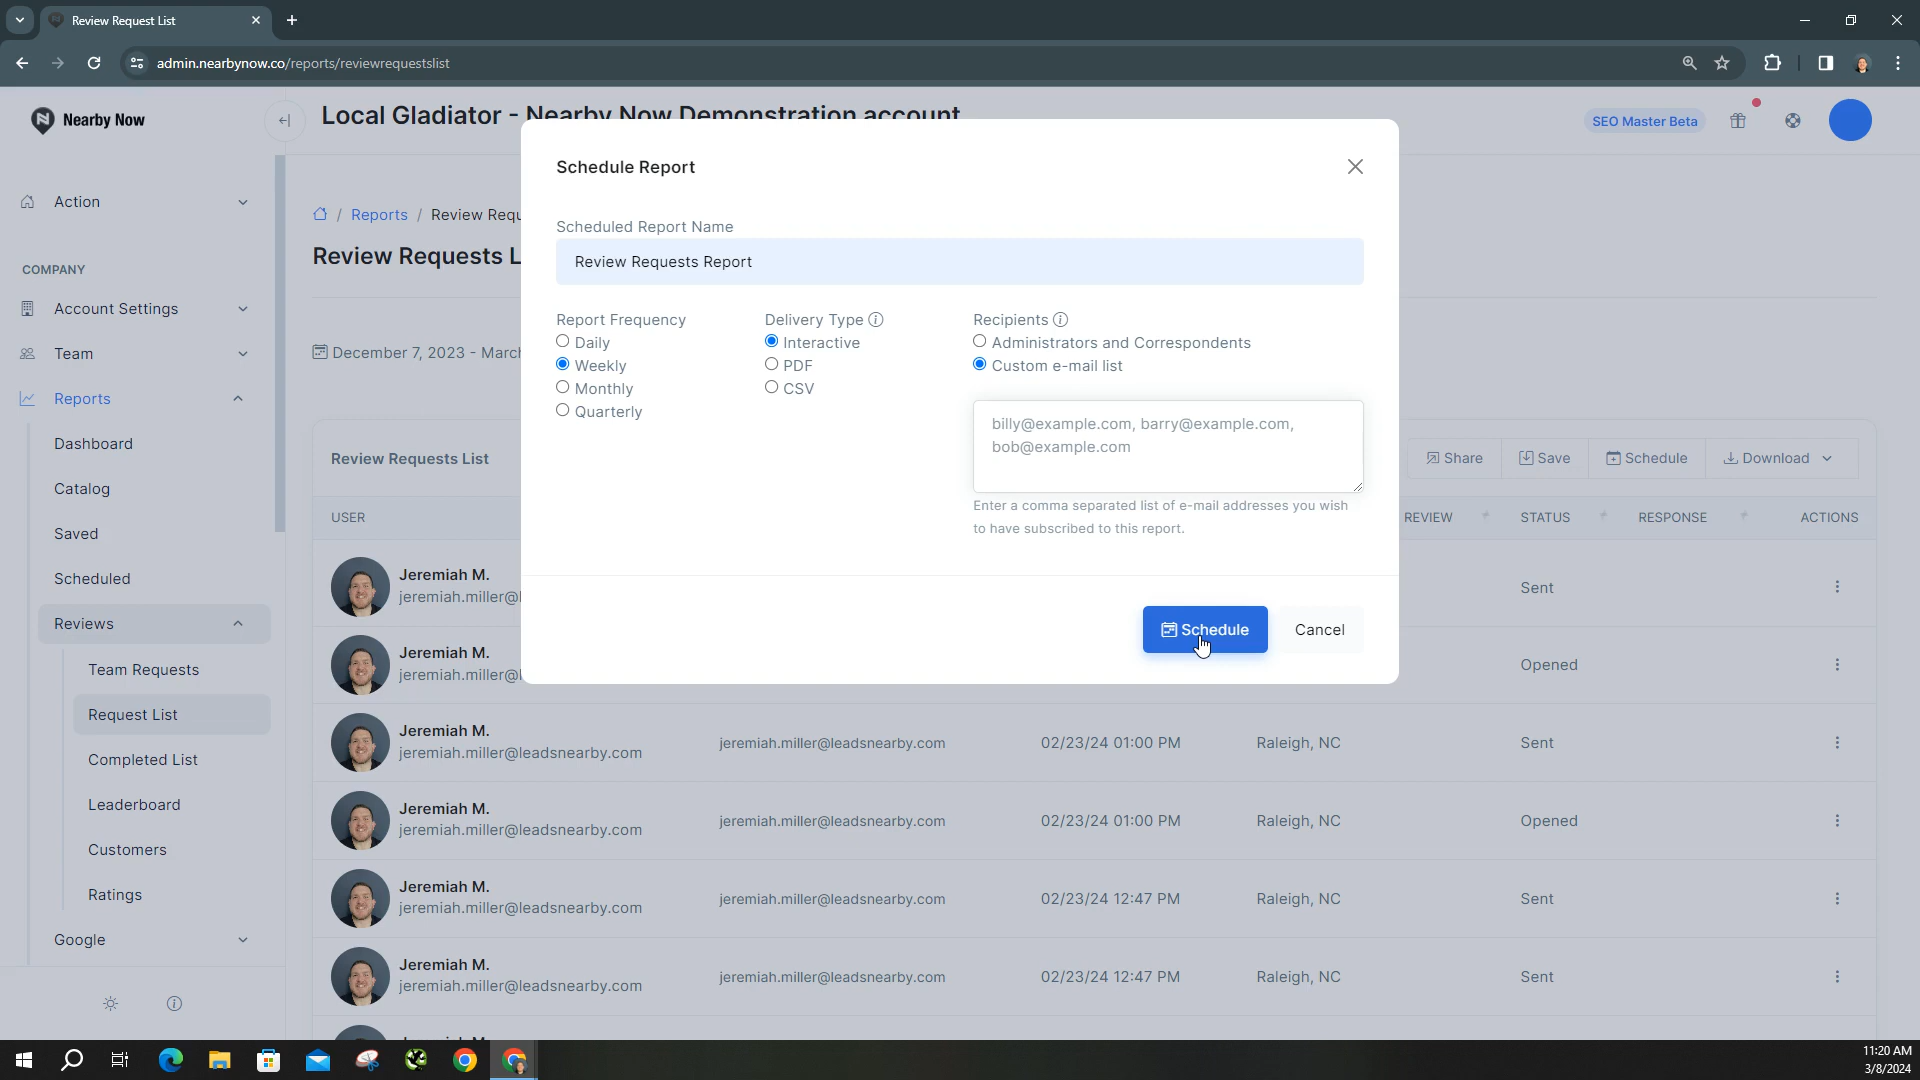 Review Request List
admin.nearbynow.co/reports/reviewrequestslist
Nearby Now
Local Gladiator - Nearby Now Demonstration account
SEO Master Beta
Action
COMPANY
Account Settings
Team
Reports
Dashboard
Catalog
Saved
Scheduled
Reviews
Team Requests
Request List
Completed List
Leaderboard
Customers
Ratings
Google
/ Reports / Review Requ
Review Requests L
December 7, 2023 - March
Review Requests List
Share
Save
Schedule
Download
USER
REVIEW
STATUS
RESPONSE
ACTIONS
Jeremiah M.
jeremiah.miller@l
Sent
Jeremiah M.
jeremiah.miller@l
Opened
Jeremiah M.
jeremiah.miller@leadsnearby.com
jeremiah.miller@leadsnearby.com
02/23/24 01:00 PM
Raleigh, NC
Sent
Jeremiah M.
jeremiah.miller@leadsnearby.com
jeremiah.miller@leadsnearby.com
02/23/24 01:00 PM
Raleigh, NC
Opened
Jeremiah M.
jeremiah.miller@leadsnearby.com
jeremiah.miller@leadsnearby.com
02/23/24 12:47 PM
Raleigh, NC
Sent
Jeremiah M.
jeremiah.miller@leadsnearby.com
jeremiah.miller@leadsnearby.com
02/23/24 12:47 PM
Raleigh, NC
Sent
Schedule Report
Scheduled Report Name
Review Requests Report
Report Frequency
Daily
Weekly
Monthly
Quarterly
Delivery Type
Interactive
PDF
CSV
Recipients
Administrators and Correspondents
Custom e-mail list
billy@example.com, barry@example.com,
bob@example.com
Enter a comma separated list of e-mail addresses you wish
to have subscribed to this report.
Schedule
Cancel
11:20 AM
3/8/2024